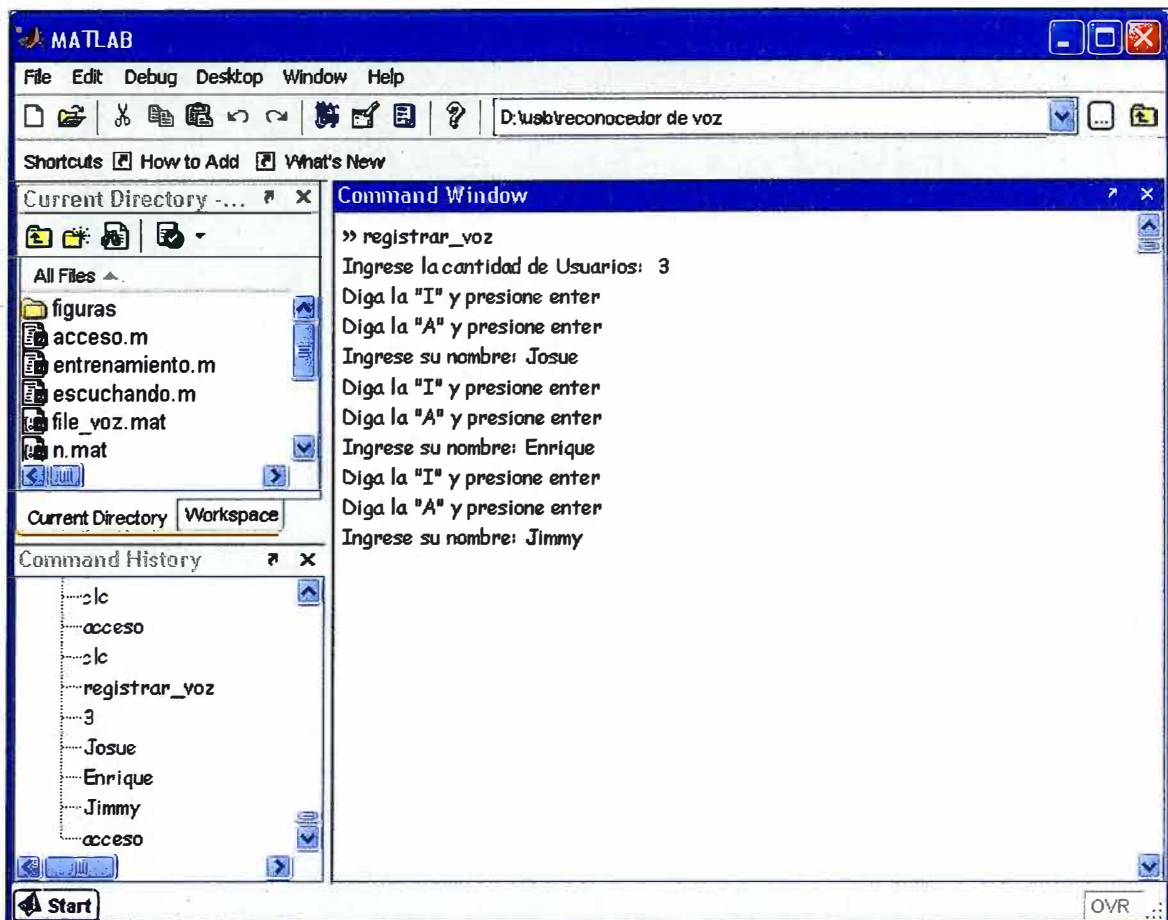 MATLAB
File Edit Debug Desktop Window Help
D:\usb\reconocedor de voz
Shortcuts How to Add What's New
Current Directory -...
All Files
figuras
acceso.m
entrenamiento.m
escuchando.m
file_voz.mat
n.mat
Current Directory Workspace
Command History
clc
acceso
clc
registrar_voz
3
Josue
Enrique
Jimmy
acceso
Command Window
>> registrar_voz
Ingrese la cantidad de Usuarios: 3
Diga la "I" y presione enter
Diga la "A" y presione enter
Ingrese su nombre: Josue
Diga la "I" y presione enter
Diga la "A" y presione enter
Ingrese su nombre: Enrique
Diga la "I" y presione enter
Diga la "A" y presione enter
Ingrese su nombre: Jimmy
Start
OVR